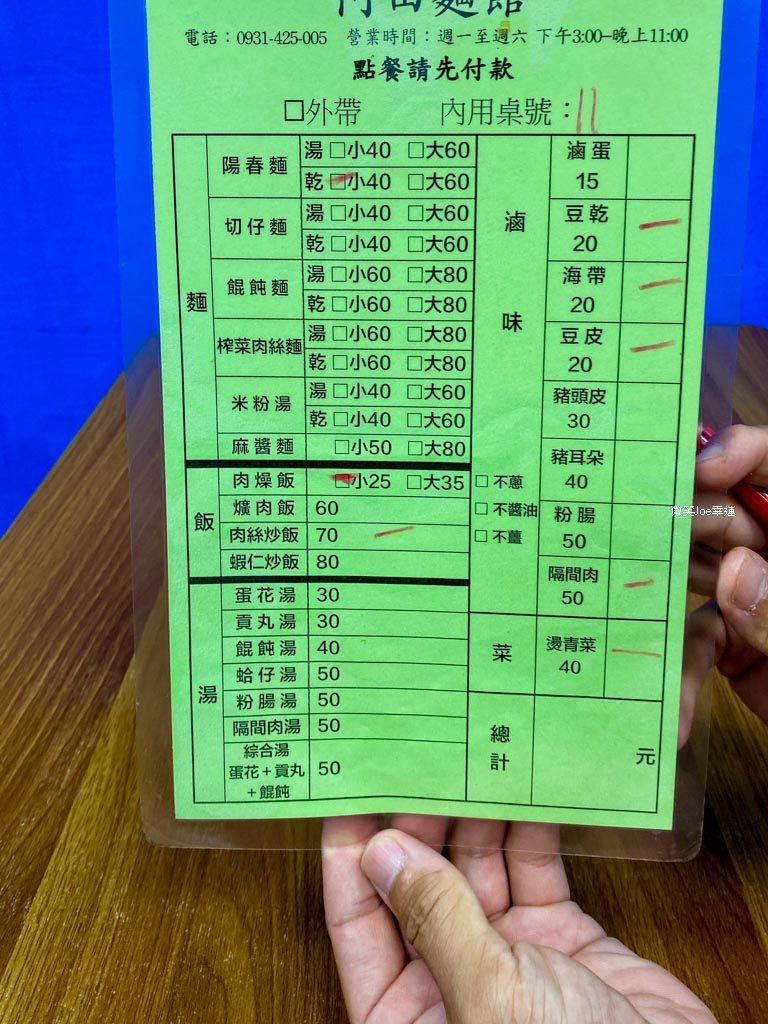 電話：0931-425-005 營業時間：週一至週六 下午3:00-晚上11:00
點餐請先付款
□外帶 內用桌號：11
麵
陽春麵 湯 □小40 □大60
乾 □小40 □大60
切仔麵 湯 □小40 □大60
乾 □小40 □大60
餛飩麵 湯 □小60 □大80
乾 □小60 □大80
榨菜肉絲麵 湯 □小60 □大80
乾 □小60 □大80
米粉湯 湯 □小40 □大60
乾 □小40 □大60
麻醬麵 □小50 □大80
飯
肉燥飯 □小25 □大35
爌肉飯 60
肉絲炒飯 70
蝦仁炒飯 80
湯
蛋花湯 30
貢丸湯 30
餛飩湯 40
蛤仔湯 50
粉腸湯 50
隔間肉湯 50
綜合湯
蛋花+貢丸 50
+餛飩
滷味
□ 不蔥
□ 不醬油
□ 不薑
滷蛋
15
豆乾
20
海帶
20
豆皮
20
豬頭皮
30
豬耳朵
40
粉腸
50
隔間肉
50
菜
燙青菜
40
總計
元
微笑Joe幸運